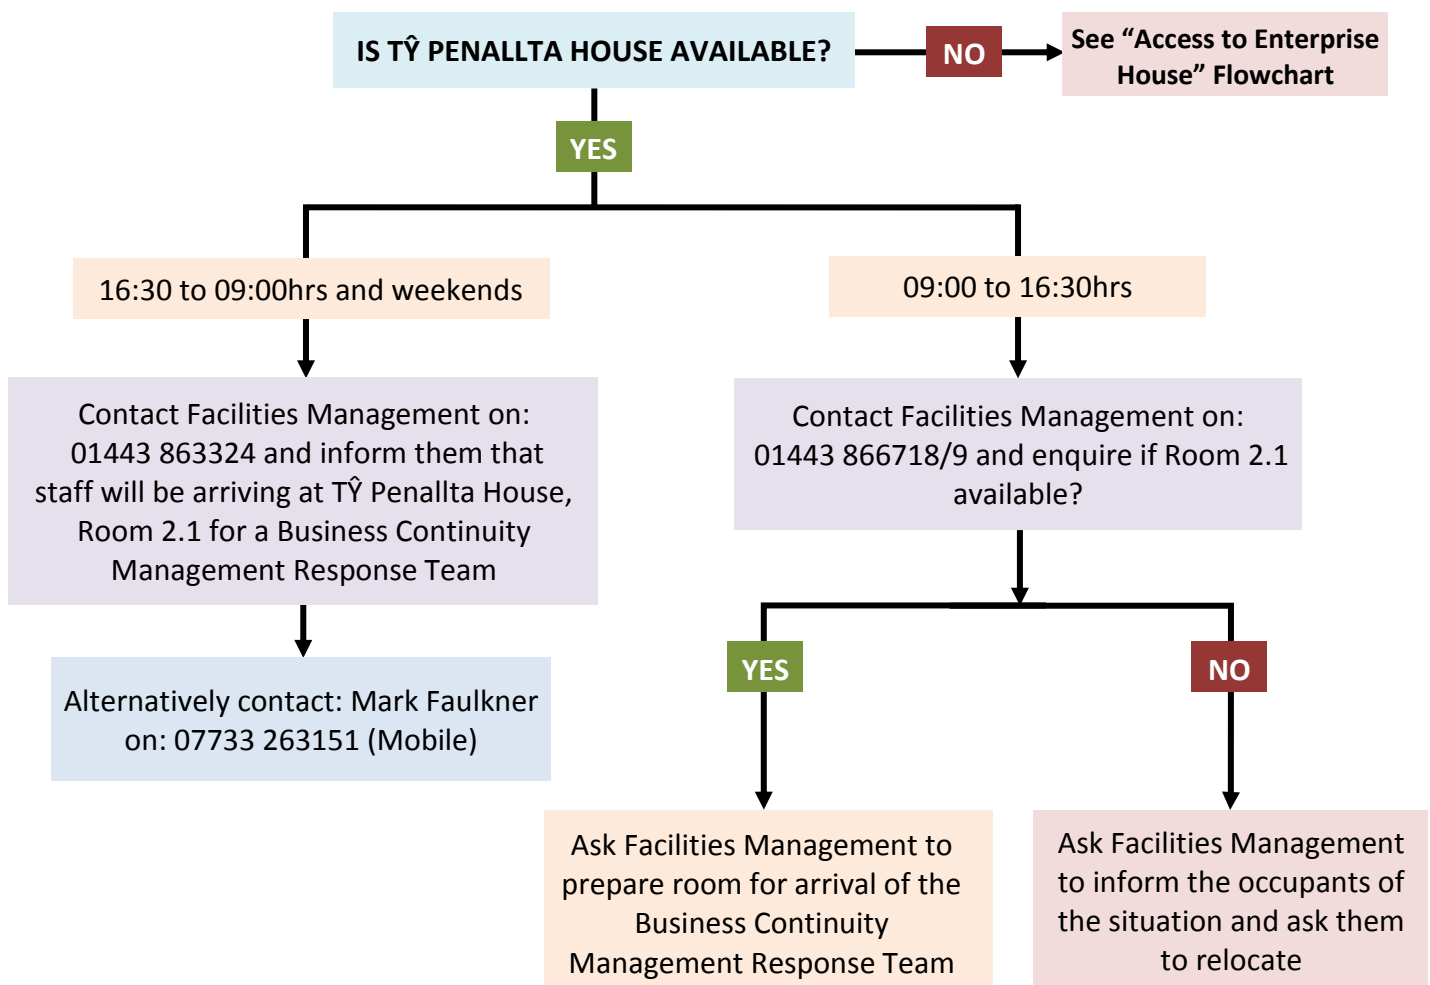 IS TŶ PENALLTA HOUSE AVAILABLE?
NO
See “Access to Enterprise
House” Flowchart
YES
16:30 to 09:00hrs and weekends
09:00 to 16:30hrs
Contact Facilities Management on:
01443 863324 and inform them that
staff will be arriving at TŶ Penallta House,
Room 2.1 for a Business Continuity
Management Response Team
Contact Facilities Management on:
01443 866718/9 and enquire if Room 2.1
available?
Alternatively contact: Mark Faulkner
on: 07733 263151 (Mobile)
YES
NO
Ask Facilities Management to
prepare room for arrival of the
Business Continuity
Management Response Team
Ask Facilities Management
to inform the occupants of
the situation and ask them
to relocate